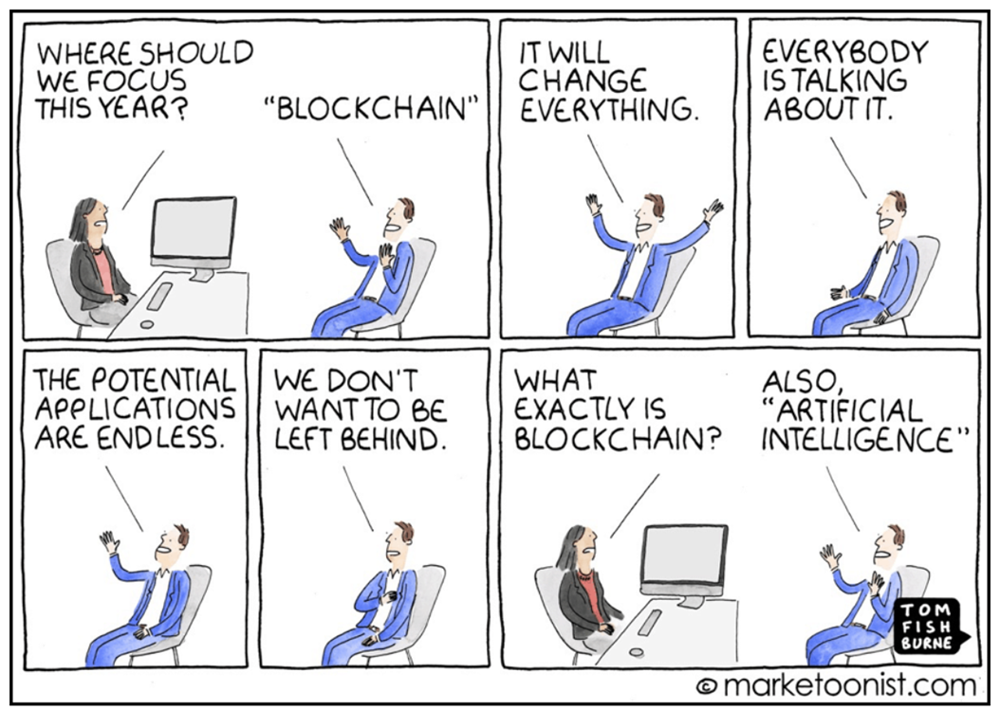 WHERE SHOULD
WE FOCUS
THIS YEAR?
"BLOCKCHAIN"
IT WILL
CHANGE
EVERYTHING.
EVERYBODY
IS TALKING
ABOUT IT.
THE POTENTIAL
APPLICATIONS
ARE ENDLESS.
WE DON'T
WANT TO BE
LEFT BEHIND.
WHAT
EXACTLY IS
BLOCKCHAIN?
ALSO,
"ARTIFICIAL
INTELLIGENCE"
TOM
FISH
BURNE
© marketoonist.com